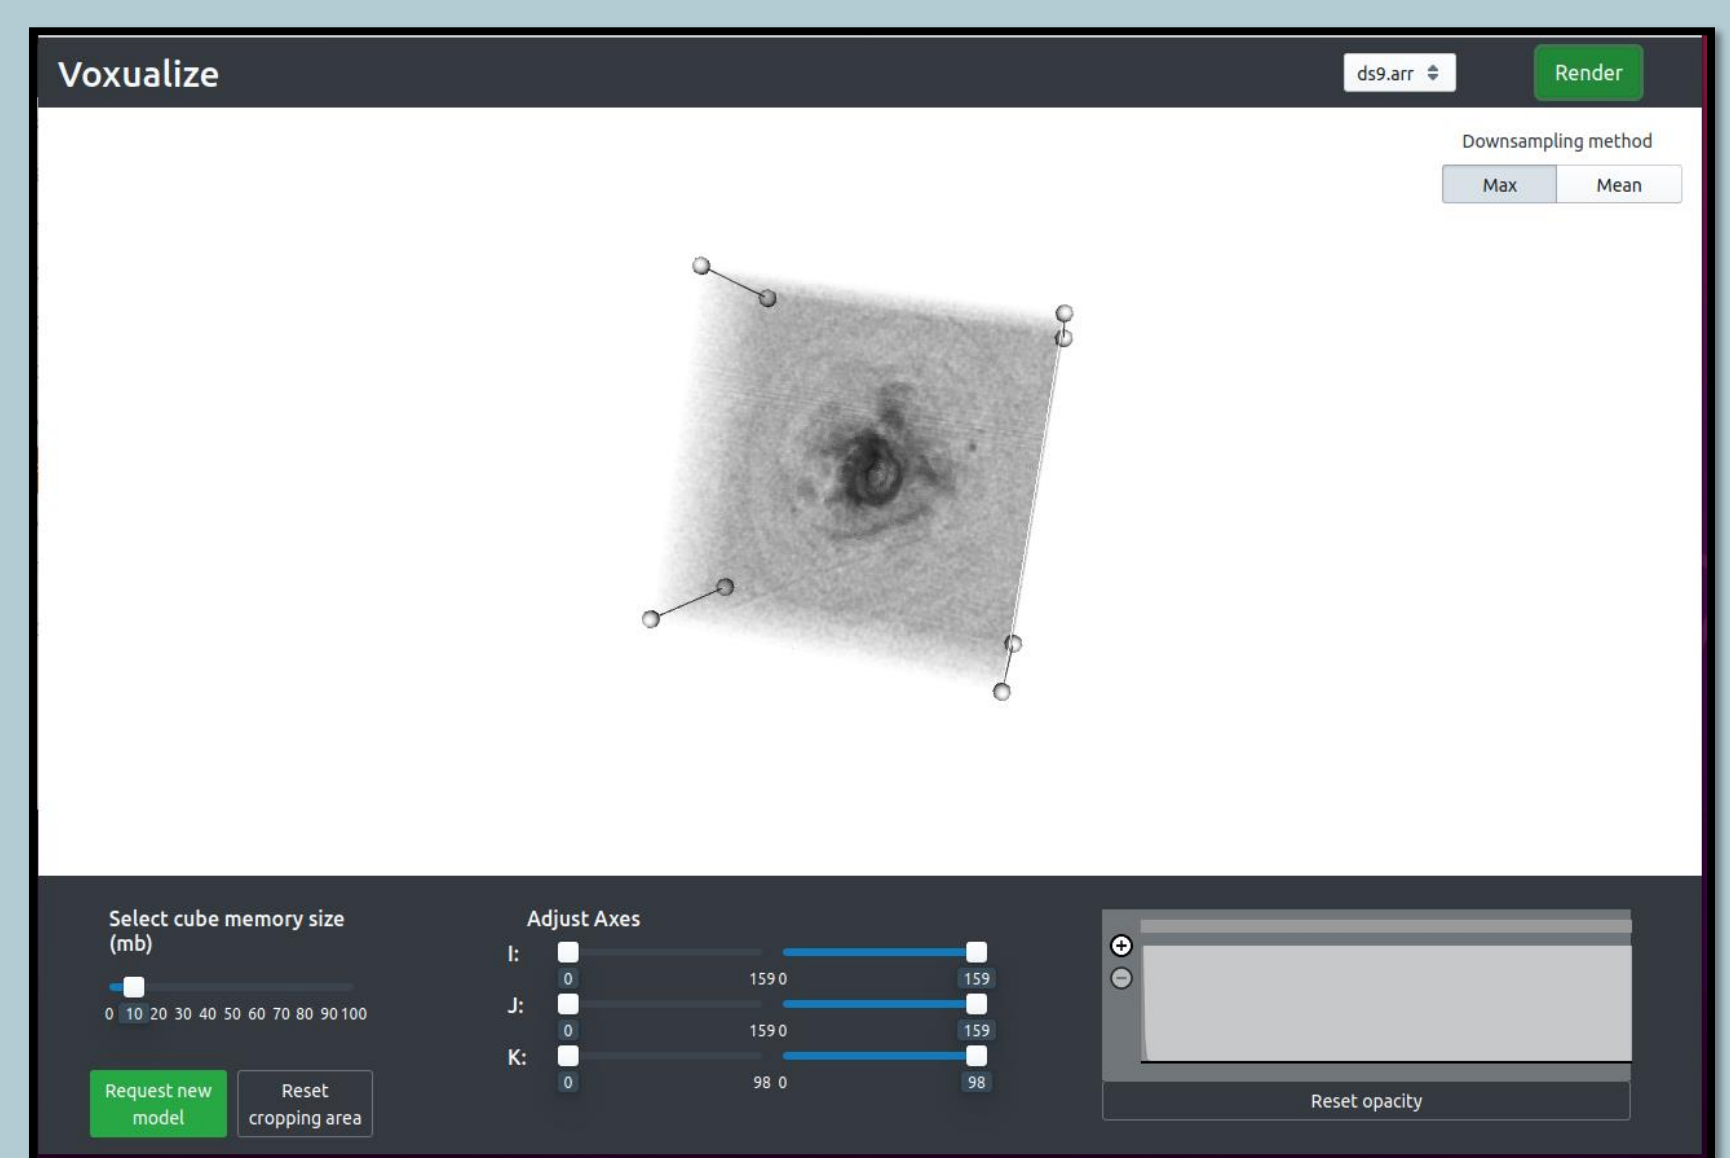 Voxualize
ds9.arr
Render
Downsampling method
Max Mean
Select cube memory size
(mb)
0 10 20 30 40 50 60 70 80 90 100
Request new
model
Reset
cropping area
Adjust Axes
I:
0 159 0 159
J:
0 159 0 159
K:
0 98 0 98
Reset opacity